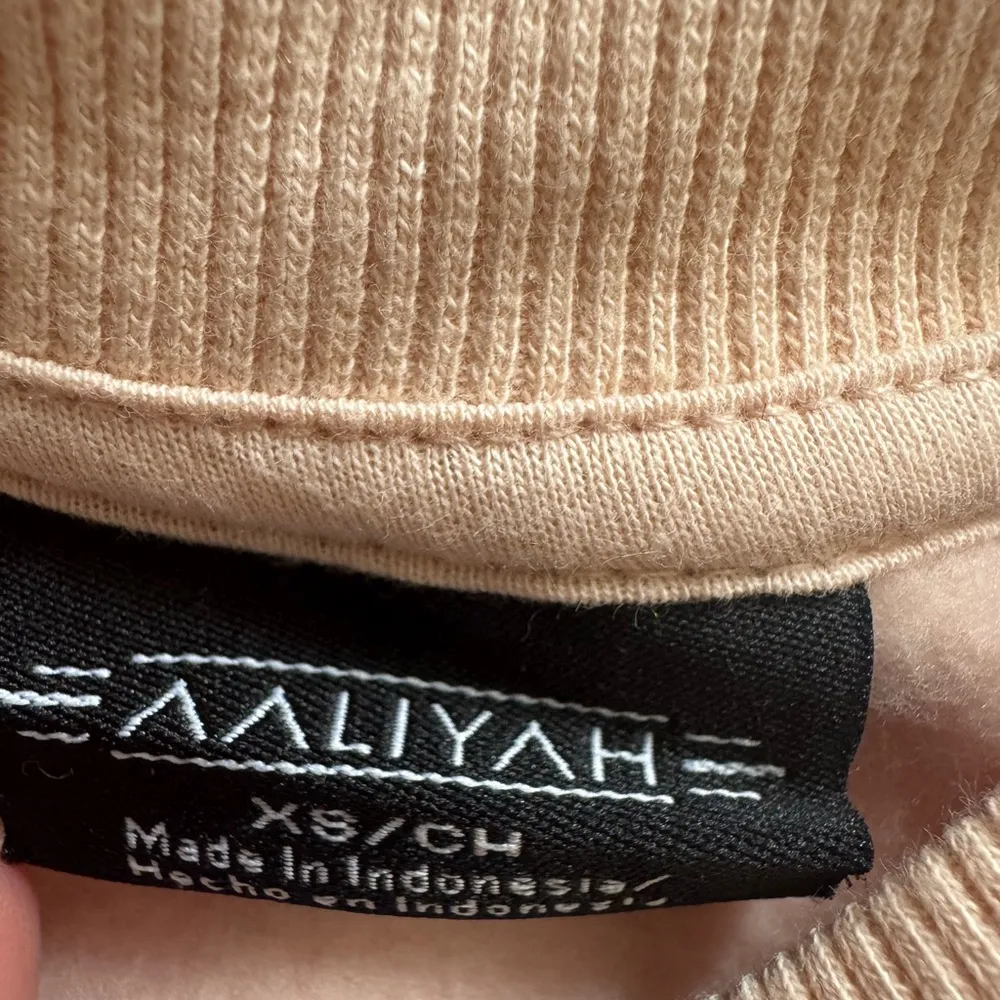 AALIYAH
XS/CH
Made In Indonesia/
Hecho en Indonesia